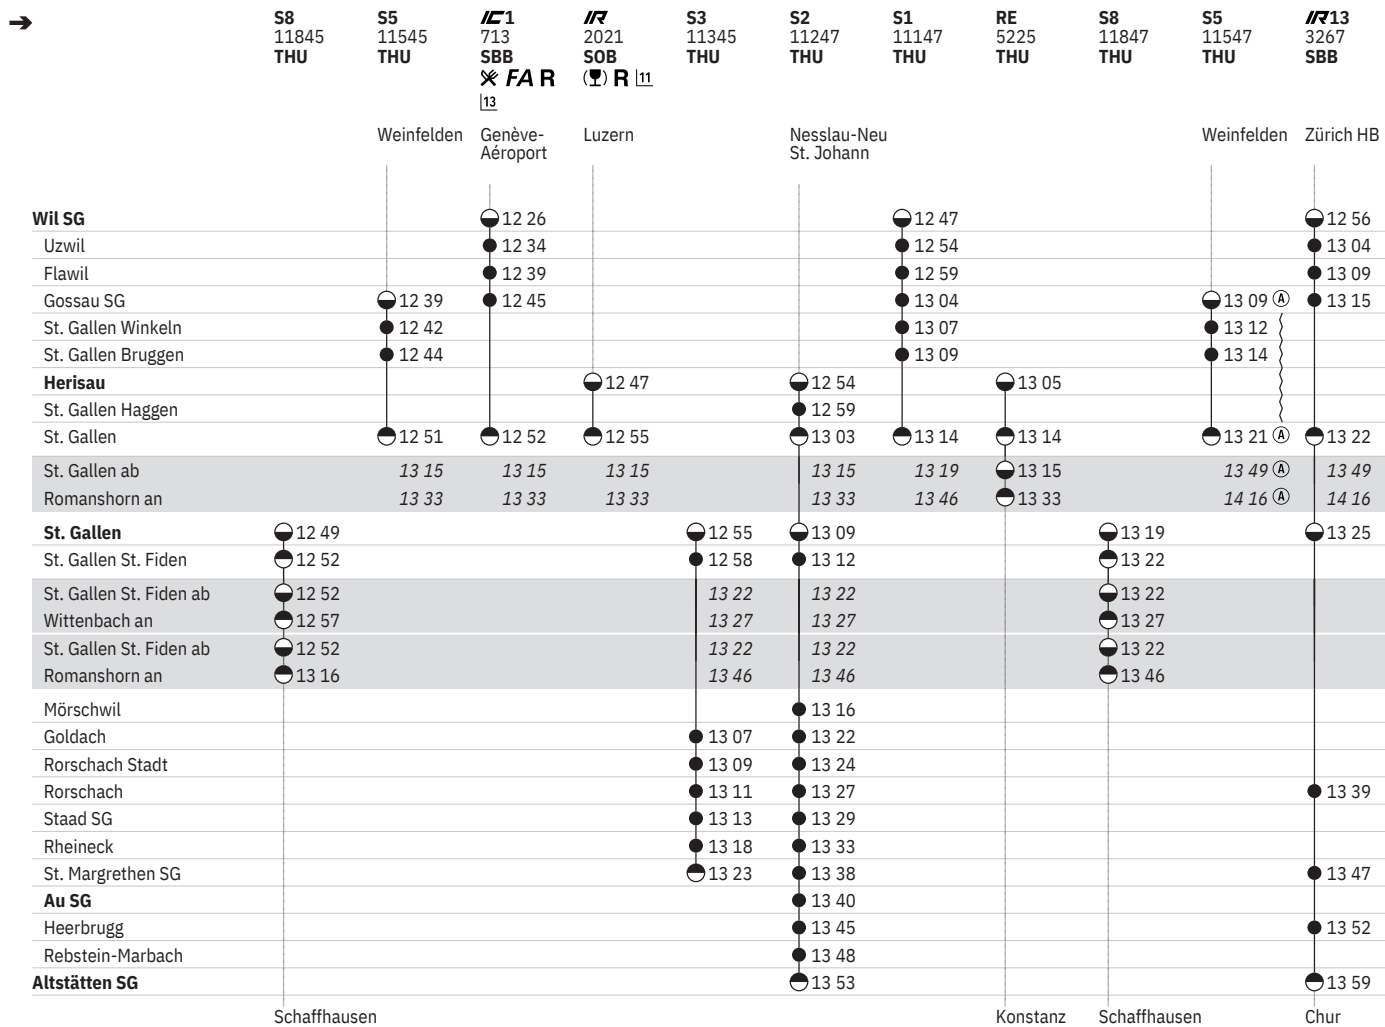 ➔ S8 S5 IC1 IR S3 S2 S1 RE S8 S5 IR13
11845 11545 713 2021 11345 11247 11147 5225 11847 11547 3267
THU THU SBB SOB THU THU THU THU THU THU SBB
FA R R 11
13
Weinfelden Genève- Luzern Nesslau-Neu Weinfelden Zürich HB
Aéroport St. Johann
Wil SG 12 26 12 47 12 56
Uzwil 12 34 12 54 13 04
Flawil 12 39 12 59 13 09
Gossau SG 12 39 12 45 13 04 13 09 Ⓐ 13 15
St. Gallen Winkeln 12 42 13 07 13 12
St. Gallen Bruggen 12 44 13 09 13 14
Herisau 12 47 12 54 13 05
St. Gallen Haggen 12 59
St. Gallen 12 51 12 52 12 55 13 03 13 14 13 14 13 21 Ⓐ 13 22
St. Gallen ab 13 15 13 15 13 15 13 15 13 19 13 15 13 49 Ⓐ 13 49
Romanshorn an 13 33 13 33 13 33 13 33 13 46 13 33 14 16 Ⓐ 14 16
St. Gallen 12 49 12 55 13 09 13 19 13 25
St. Gallen St. Fiden 12 52 12 58 13 12 13 22
St. Gallen St. Fiden ab 12 52 13 22 13 22 13 22
Wittenbach an 12 57 13 27 13 27 13 27
St. Gallen St. Fiden ab 12 52 13 22 13 22 13 22
Romanshorn an 13 16 13 46 13 46 13 46
Mörschwil 13 16
Goldach 13 07 13 22
Rorschach Stadt 13 09 13 24
Rorschach 13 11 13 27 13 39
Staad SG 13 13 13 29
Rheineck 13 18 13 33
St. Margrethen SG 13 23 13 38 13 47
Au SG 13 40
Heerbrugg 13 45 13 52
Rebstein-Marbach 13 48
Altstätten SG 13 53 13 59
Schaffhausen Konstanz Schaffhausen Chur